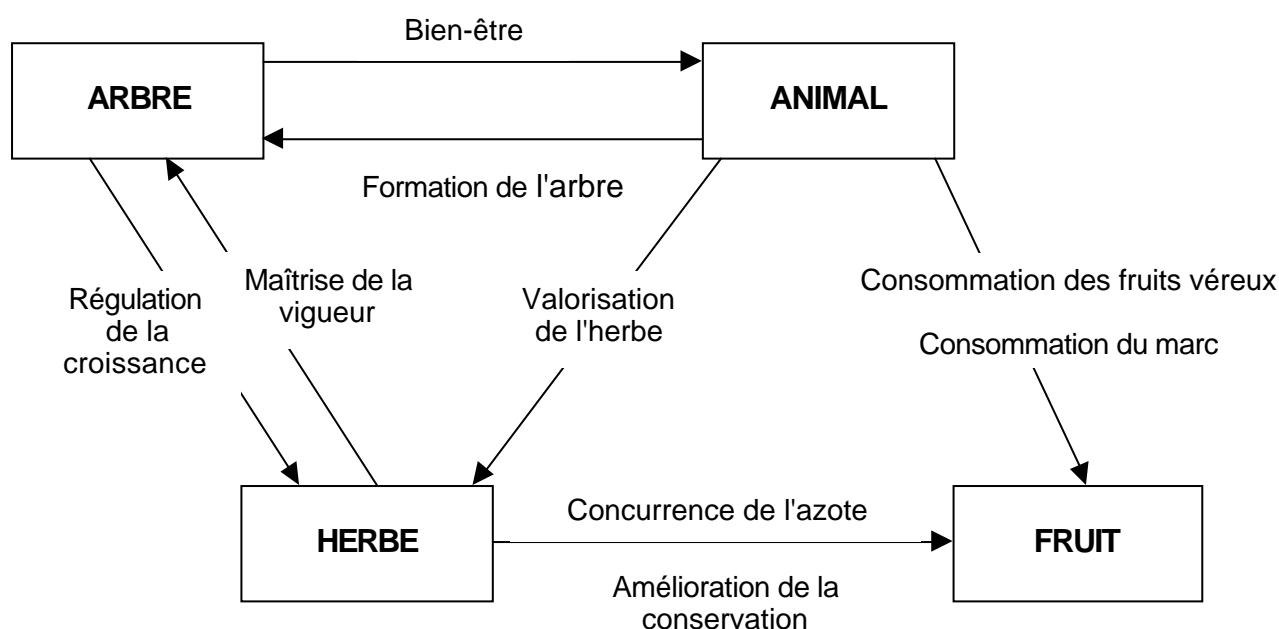 Bien-être
ARBRE
ANIMAL
Formation de l'arbre
Régulation
de la
croissance
Maîtrise de la
vigueur
Valorisation
de l'herbe
Consommation des fruits véreux
Consommation du marc
HERBE
Concurrence de l'azote
FRUIT
Amélioration de la
conservation